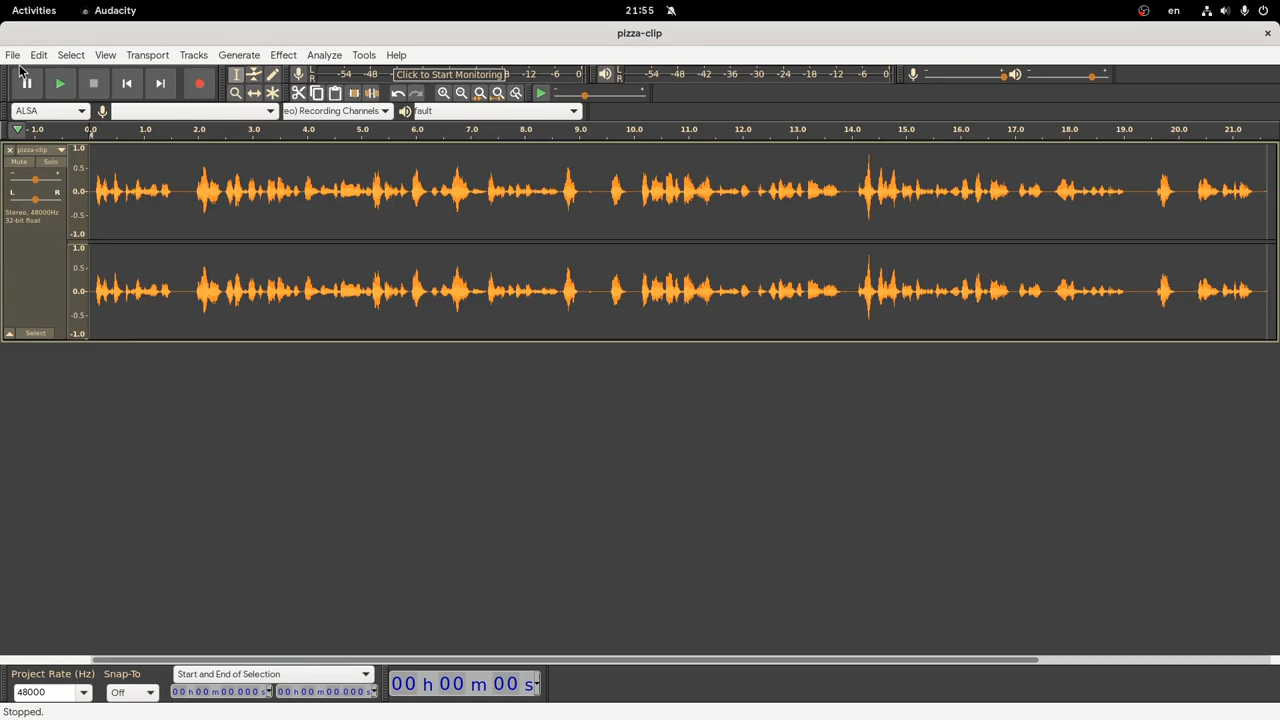 Activities Audacity 21:55 en
pizza-clip
File Edit Select View Transport Tracks Generate Effect Analyze Tools Help
L R -54 -48 Click to Start Monitoring -12 -6 0 L R -54 -48 -42 -36 -30 -24 -18 -12 -6 0
ALSA eo) Recording Channels fault
- 1.0 0.0 1.0 2.0 3.0 4.0 5.0 6.0 7.0 8.0 9.0 10.0 11.0 12.0 13.0 14.0 15.0 16.0 17.0 18.0 19.0 20.0 21.0
pizza-clip 1.0
Mute Solo
0.5
- +
L R 0.0
Stereo, 48000Hz -0.5
32-bit float
-1.0
1.0
0.5
0.0
-0.5
Select -1.0
Project Rate (Hz) Snap-To Start and End of Selection
48000 Off 00 h 00 m 00.000 s 00 h 00 m 00.000 s 00 h 00 m 00 s
Stopped.